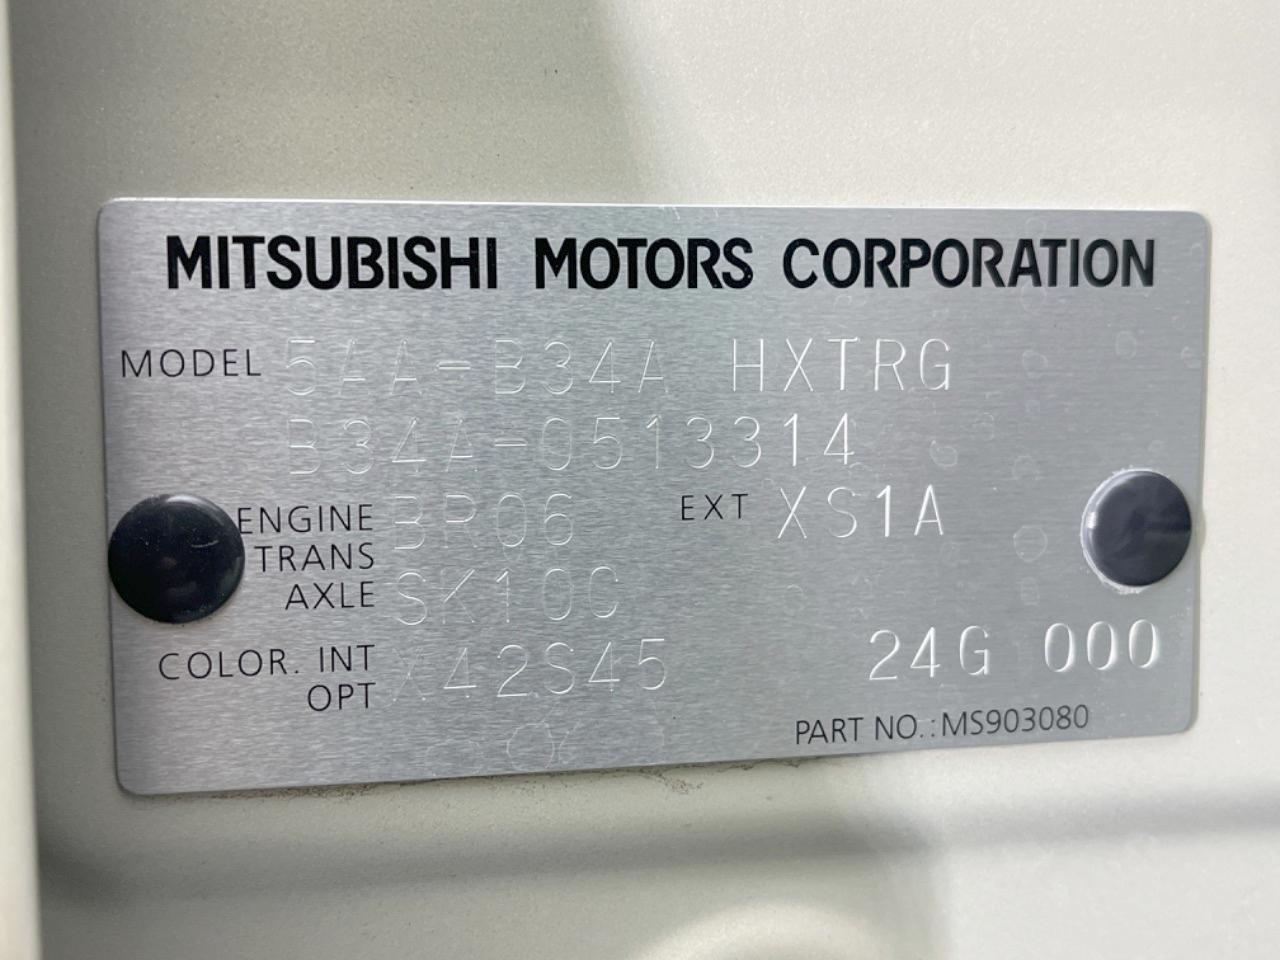 MITSUBISHI MOTORS CORPORATION
MODEL 5AA-B34A HXTRG
B34A-0513314
ENGINE BR06 EXT XS1A
TRANS
AXLE SK10C
COLOR. INT X42S45 24G 000
OPT
PART NO.:MS903080